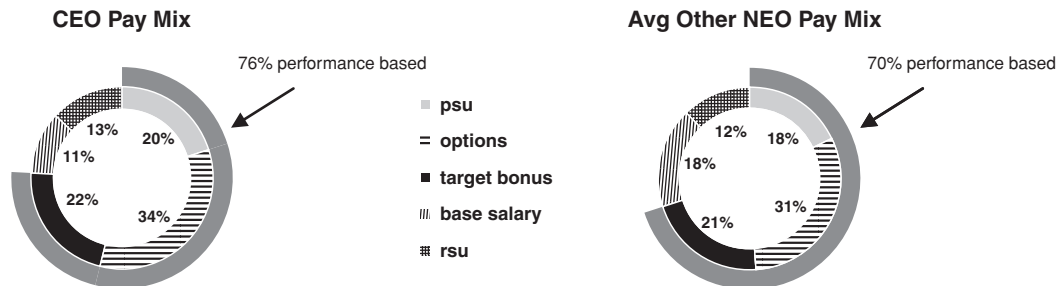 CEO Pay Mix
76% performance based
13%
20%
11%
22%
34%
psu
options
target bonus
base salary
rsu
Avg Other NEO Pay Mix
70% performance based
12%
18%
18%
31%
21%